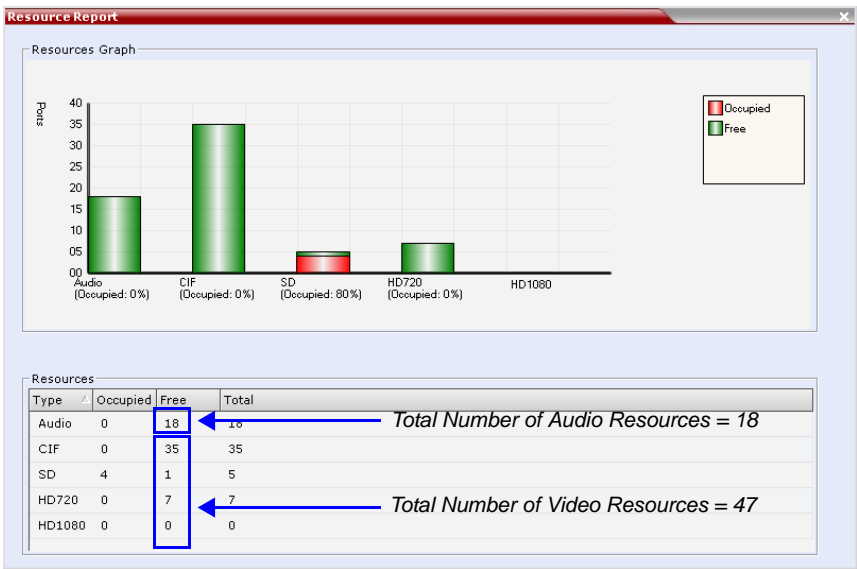 Resource Report
x
Resources Graph
Ports
40
35
30
25
20
15
10
05
00
Audio
(Occupied: 0%)
CIF
(Occupied: 0%)
SD
(Occupied: 80%)
HD720
(Occupied: 0%)
HD1080
Occupied
Free
Resources
Type Occupied Free Total
Audio 0 18 18 Total Number of Audio Resources = 18
CIF 0 35 35
SD 4 1 5
HD720 0 7 7 Total Number of Video Resources = 47
HD1080 0 0 0